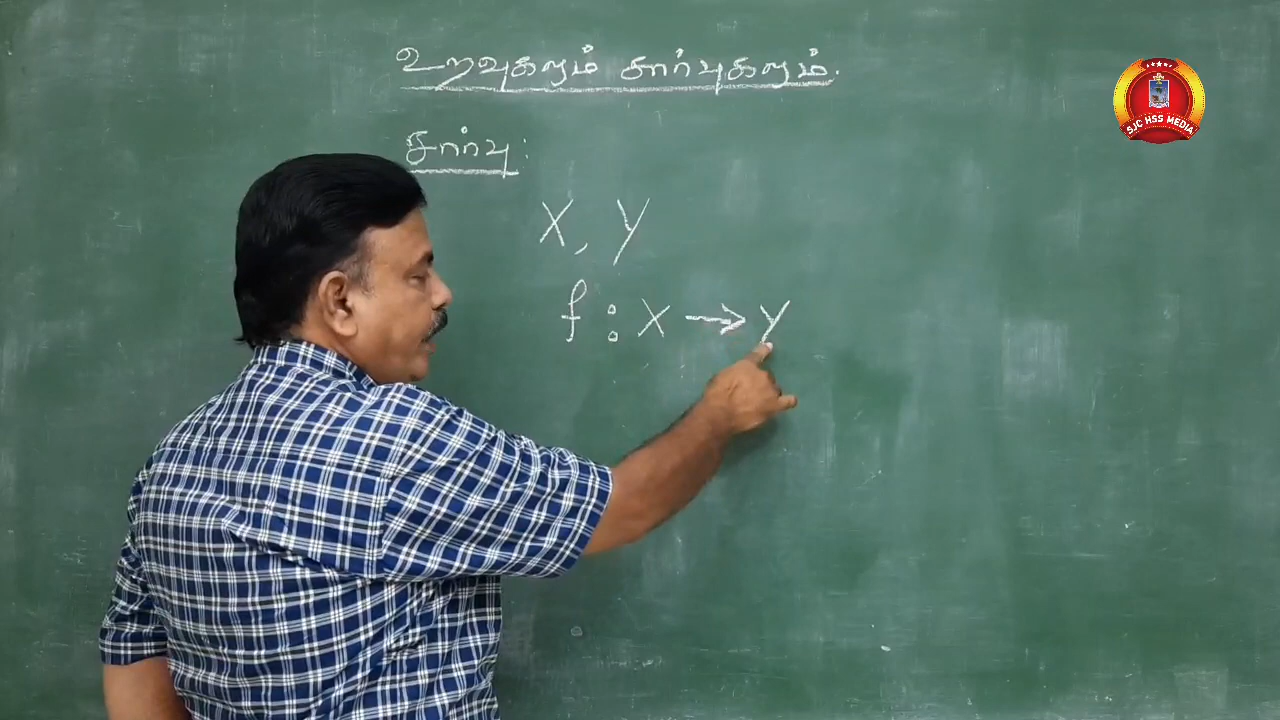 உறவுகளும் சார்வுகளும்.
சார்வு :
X, Y
f : X → Y
SJC HSS MEDIA